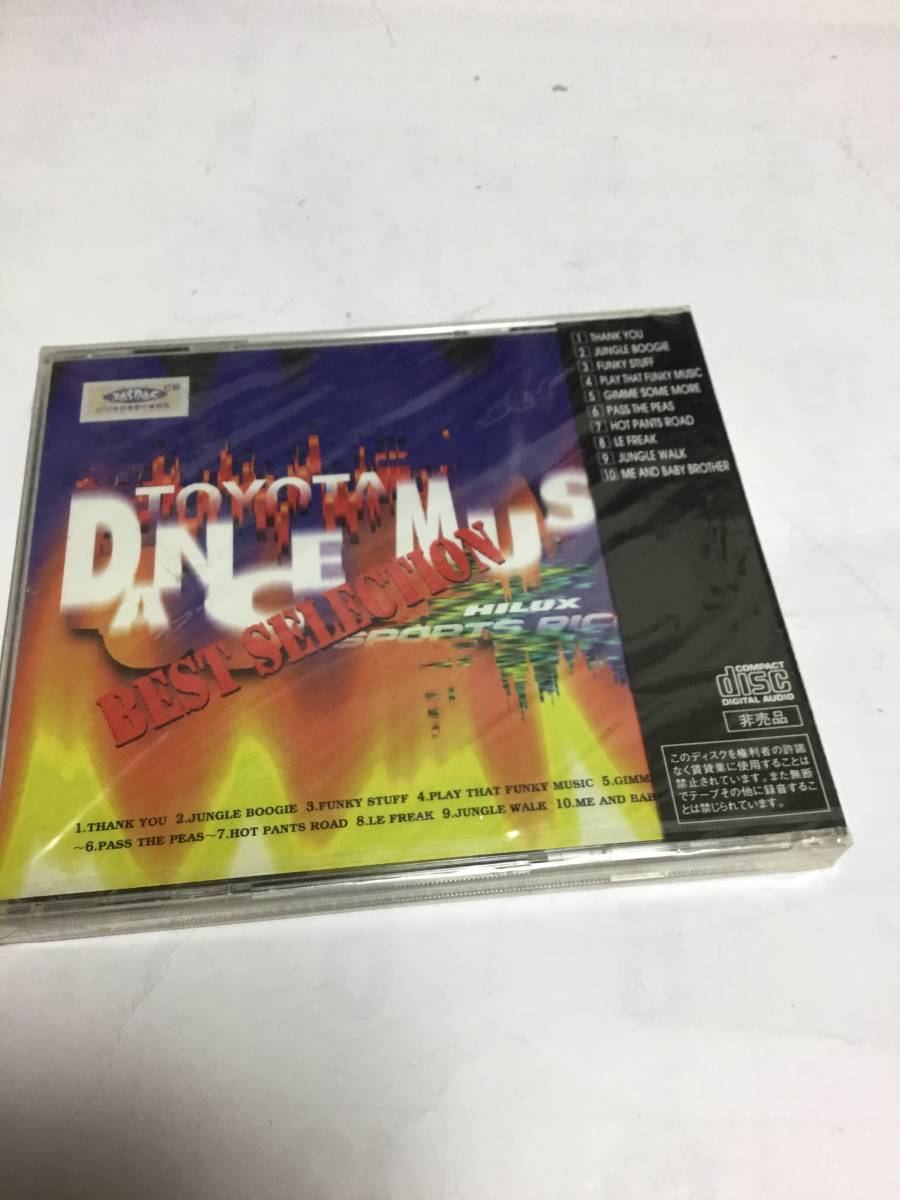 JASRAC
CD
TOYOTA
DANCE MUS
BEST SELECTION
HILUX
SPORTS PIC
1.THANK YOU 2.JUNGLE BOOGIE 3.FUNKY STUFF 4.PLAY THAT FUNKY MUSIC 5.GIMM
~6.PASS THE PEAS~7.HOT PANTS ROAD 8.LE FREAK 9.JUNGLE WALK 10.ME AND BAB
1 THANK YOU
2 JUNGLE BOOGIE
3 FUNKY STUFF
4 PLAY THAT FUNKY MUSIC
5 GIMME SOME MORE
6 PASS THE PEAS
7 HOT PANTS ROAD
8 LE FREAK
9 JUNGLE WALK
10 ME AND BABY BROTHER
COMPACT
disc
DIGITAL AUDIO
非売品
このディスクを権利者の許諾
なく賃貸業に使用することは
禁止されています。また無断
でテープその他に録音するこ
とは禁じられています。